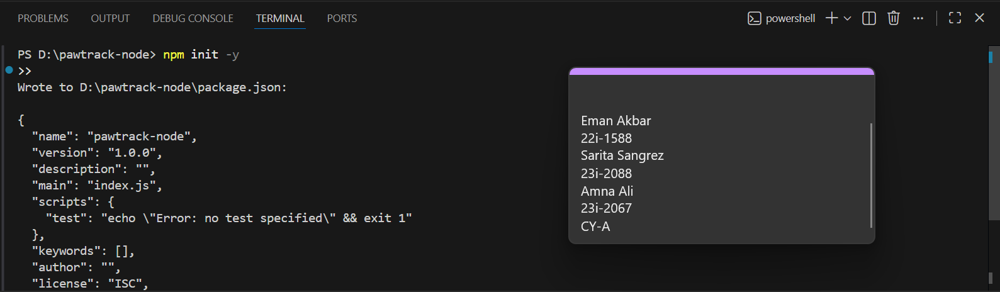 PROBLEMS OUTPUT DEBUG CONSOLE TERMINAL PORTS powershell
PS D:\pawtrack-node> npm init -y
>>
Wrote to D:\pawtrack-node\package.json:
{
  "name": "pawtrack-node",
  "version": "1.0.0",
  "description": "",
  "main": "index.js",
  "scripts": {
    "test": "echo \"Error: no test specified\" && exit 1"
  },
  "keywords": [],
  "author": "",
  "license": "ISC",
Eman Akbar
22i-1588
Sarita Sangrez
23i-2088
Amna Ali
23i-2067
CY-A